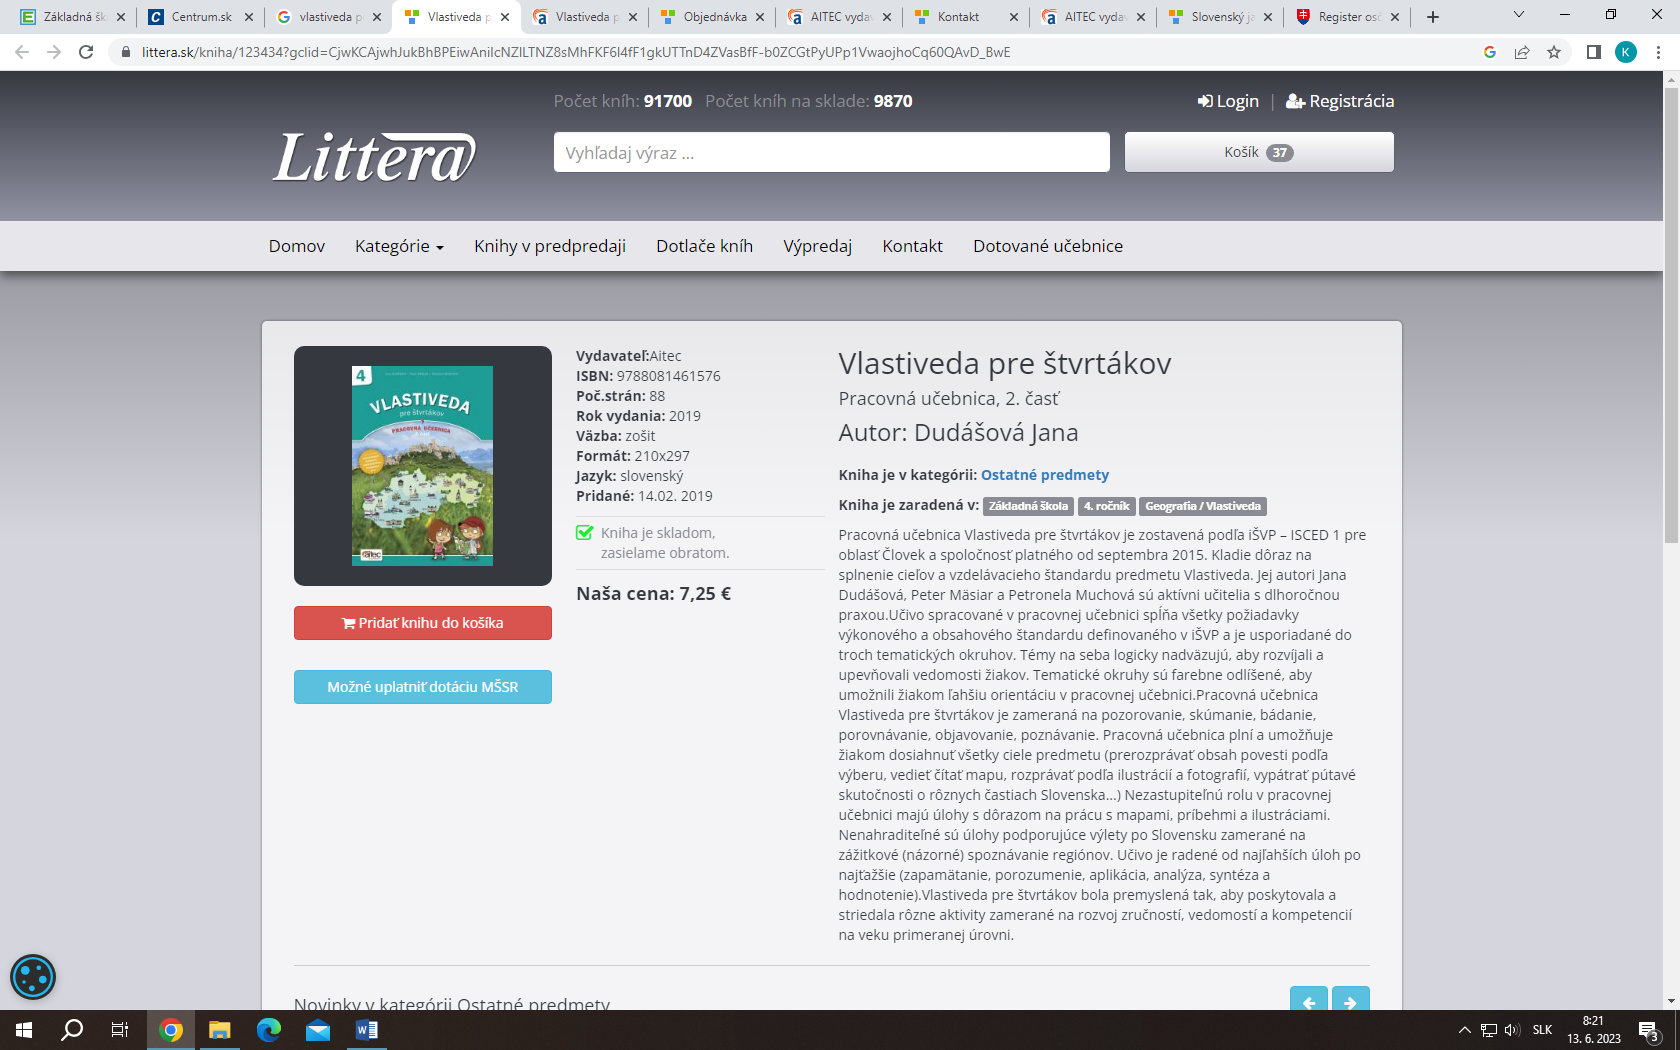 Základná šk
Centrum.sk
vlastiveda p
Vlastiveda p
Vlastiveda p
Objednávka
AITEC vydav
Kontakt
AITEC vydav
Slovenský ja
Register osô
littera.sk/kniha/123434?gclid=CjwKCAjwhJukBhBPEiwAniIcNZILTNZ8sMhFKF6I4fF1gkUTTnD4ZVasBfF-b0ZCGtPyUPp1VwaojhoCq60QAvD_BwE
K
Počet kníh: 91700 Počet kníh na sklade: 9870
Login | Registrácia
Littera
Vyhľadaj výraz ...
Košík 37
Domov Kategórie Knihy v predpredaji Dotlače kníh Výpredaj Kontakt Dotované učebnice
4
VLASTIVEDA
pre štvrtákov
PRACOVNÁ UČEBNICA
aitec
Pridať knihu do košíka
Možné uplatniť dotáciu MŠSR
Vydavateľ:Aitec
ISBN: 9788081461576
Poč.strán: 88
Rok vydania: 2019
Väzba: zošit
Formát: 210x297
Jazyk: slovenský
Pridané: 14.02. 2019
Kniha je skladom,
zasielame obratom.
Naša cena: 7,25 €
Vlastiveda pre štvrtákov
Pracovná učebnica, 2. časť
Autor: Dudášová Jana
Kniha je v kategórii: Ostatné predmety
Kniha je zaradená v: Základná škola 4. ročník Geografia / Vlastiveda
Pracovná učebnica Vlastiveda pre štvrtákov je zostavená podľa iŠVP – ISCED 1 pre
oblasť Človek a spoločnosť platného od septembra 2015. Kladie dôraz na
splnenie cieľov a vzdelávacieho štandardu predmetu Vlastiveda. Jej autori Jana
Dudášová, Peter Mäsiar a Petronela Muchová sú aktívni učitelia s dlhoročnou
praxou.Učivo spracované v pracovnej učebnici spĺňa všetky požiadavky
výkonového a obsahového štandardu definovaného v iŠVP a je usporiadané do
troch tematických okruhov. Témy na seba logicky nadväzujú, aby rozvíjali a
upevňovali vedomosti žiakov. Tematické okruhy sú farebne odlíšené, aby
umožnili žiakom ľahšiu orientáciu v pracovnej učebnici.Pracovná učebnica
Vlastiveda pre štvrtákov je zameraná na pozorovanie, skúmanie, bádanie,
porovnávanie, objavovanie, poznávanie. Pracovná učebnica plní a umožňuje
žiakom dosiahnuť všetky ciele predmetu (prerozprávať obsah povesti podľa
výberu, vedieť čítať mapu, rozprávať podľa ilustrácií a fotografií, vypátrať pútavé
skutočnosti o rôznych častiach Slovenska...) Nezastupiteľnú rolu v pracovnej
učebnici majú úlohy s dôrazom na prácu s mapami, príbehmi a ilustráciami.
Nenahraditeľné sú úlohy podporujúce výlety po Slovensku zamerané na
zážitkové (názorné) spoznávanie regiónov. Učivo je radené od najľahších úloh po
najťažšie (zapamätanie, porozumenie, aplikácia, analýza, syntéza a
hodnotenie).Vlastiveda pre štvrtákov bola premyslená tak, aby poskytovala a
striedala rôzne aktivity zamerané na rozvoj zručností, vedomostí a kompetencií
na veku primeranej úrovni.
Novinky v kategórii Ostatné predmety
SLK
8:21
13. 6. 2023
3